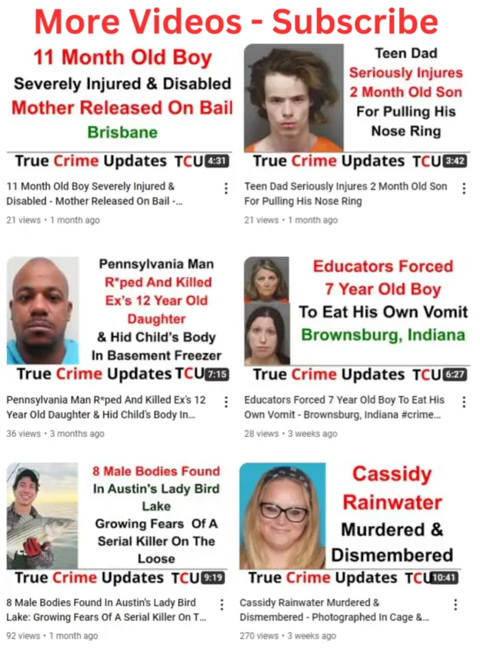 More Videos - Subscribe
11 Month Old Boy
Severely Injured & Disabled
Mother Released On Bail
Brisbane
True Crime Updates TCU 4:31
11 Month Old Boy Severely Injured &
Disabled - Mother Released On Bail -...
21 views • 1 month ago
Teen Dad
Seriously Injures
2 Month Old Son
For Pulling His
Nose Ring
True Crime Updates TCU 3:42
Teen Dad Seriously Injures 2 Month Old Son
For Pulling His Nose Ring
21 views • 1 month ago
Pennsylvania Man
R*ped And Killed
Ex's 12 Year Old
Daughter
& Hid Child's Body
In Basement Freezer
True Crime Updates TCU 7:15
Pennsylvania Man R*ped And Killed Ex's 12
Year Old Daughter & Hid Child's Body In...
36 views • 3 months ago
Educators Forced
7 Year Old Boy
To Eat His Own Vomit
Brownsburg, Indiana
True Crime Updates TCU 6:27
Educators Forced 7 Year Old Boy To Eat His
Own Vomit - Brownsburg, Indiana #crime...
28 views • 3 weeks ago
8 Male Bodies Found
In Austin's Lady Bird
Lake
Growing Fears Of A
Serial Killer On The
Loose
True Crime Updates TCU 9:19
8 Male Bodies Found In Austin's Lady Bird
Lake: Growing Fears Of A Serial Killer On T...
92 views • 1 month ago
Cassidy
Rainwater
Murdered &
Dismembered
True Crime Updates TCU 10:41
Cassidy Rainwater Murdered &
Dismembered - Photographed In Cage &...
270 views • 3 weeks ago